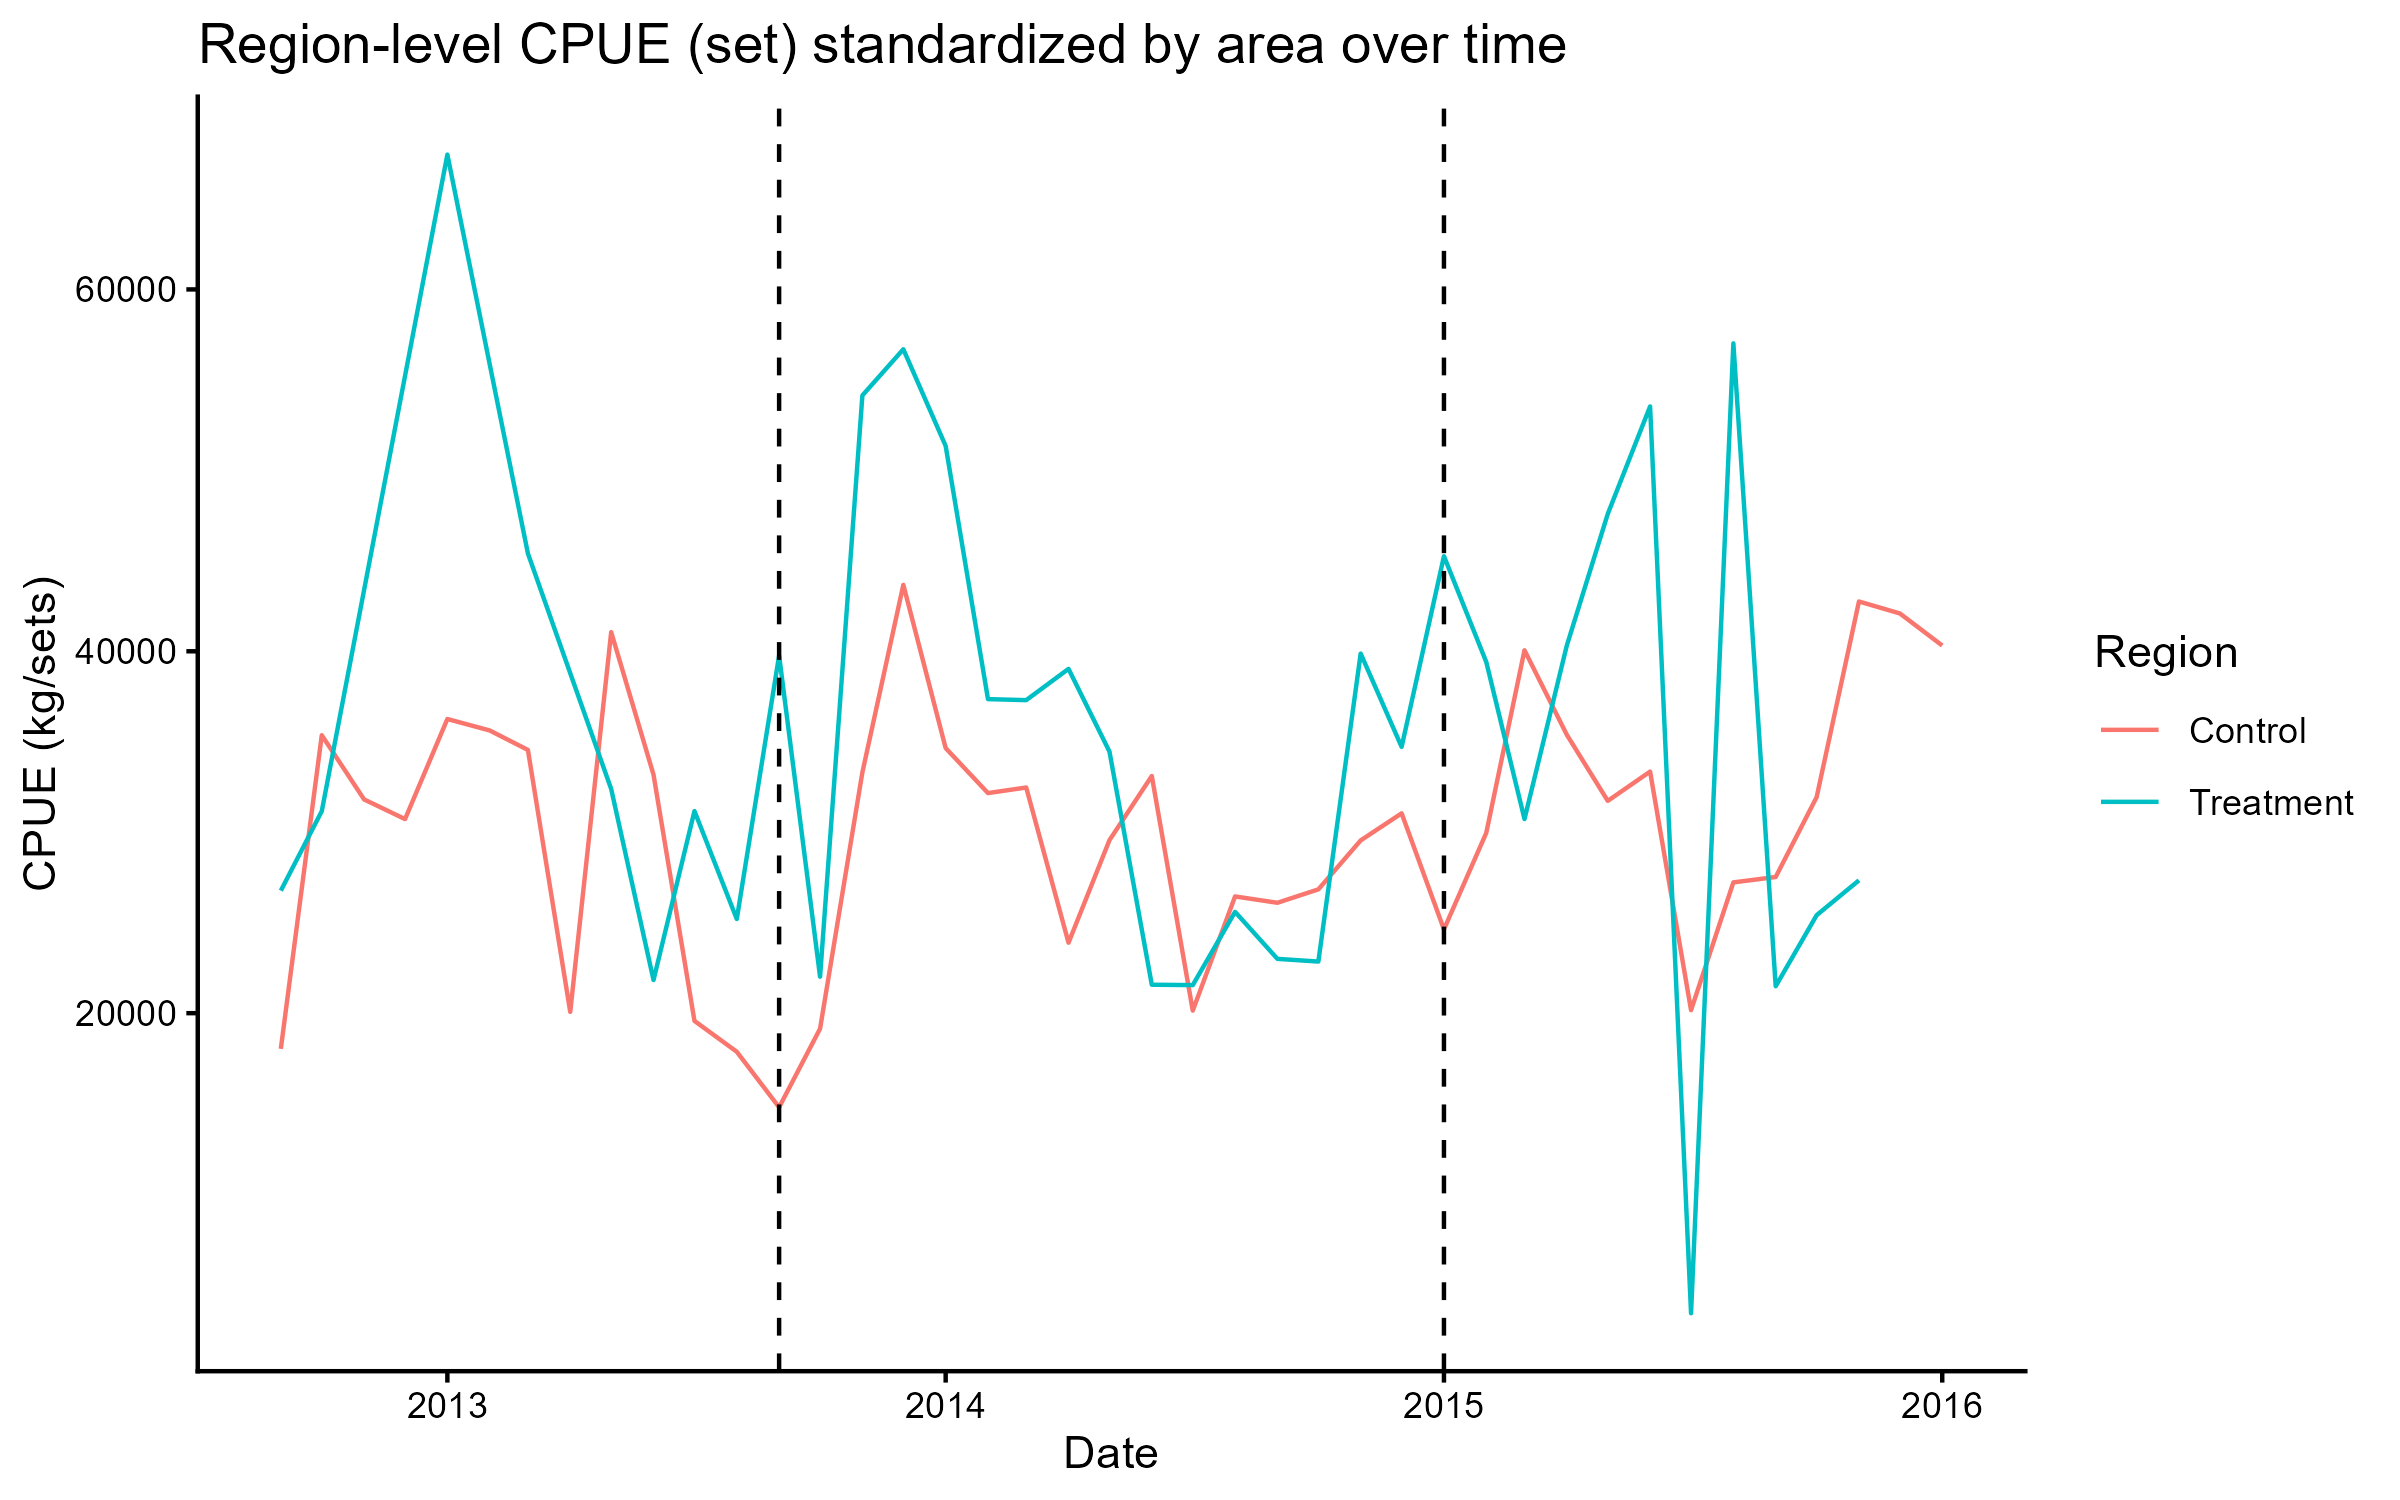 Region-level CPUE (set) standardized by area over time
CPUE (kg/sets)
60000
40000
20000
2013
2014
2015
2016
Date
Region
Control
Treatment